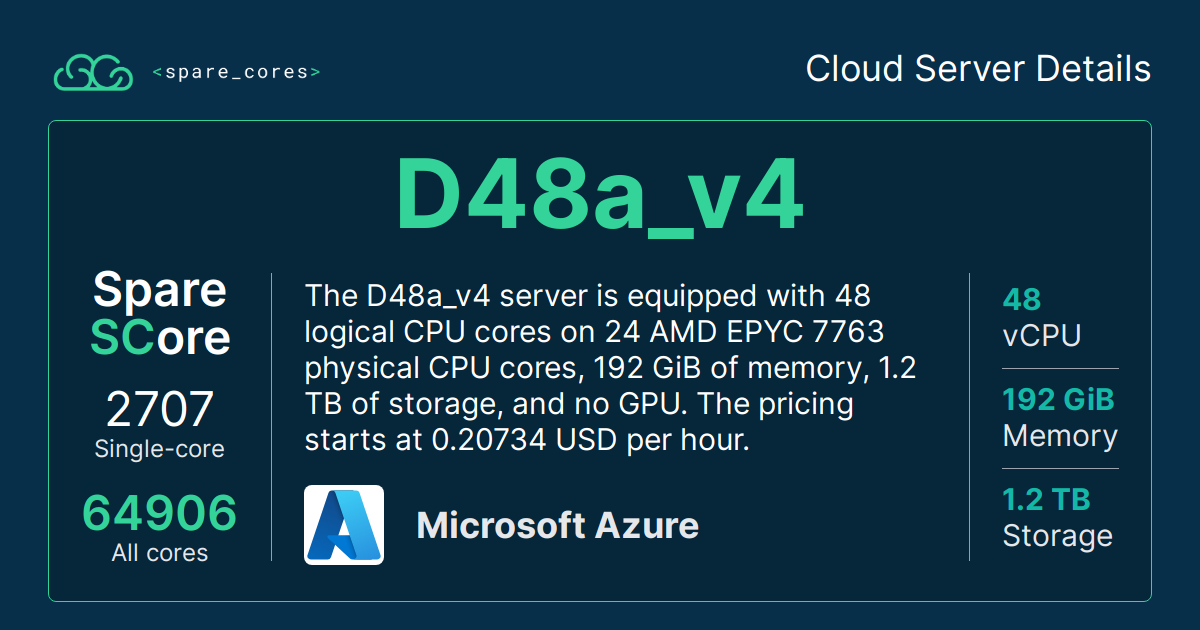 <spare_cores>
Cloud Server Details
D48a_v4
Spare
SCore
2707
Single-core
64906
All cores
The D48a_v4 server is equipped with 48
logical CPU cores on 24 AMD EPYC 7763
physical CPU cores, 192 GiB of memory, 1.2
TB of storage, and no GPU. The pricing
starts at 0.20734 USD per hour.
Microsoft Azure
48
vCPU
192 GiB
Memory
1.2 TB
Storage